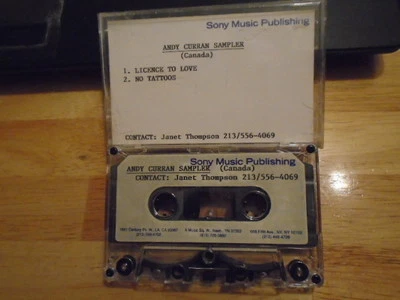 Sony Music Publishing
ANDY CURRAN SAMPLER
(Canada)
1. LICENCE TO LOVE
2. NO TATTOOS
CONTACT: Janet Thompson 213/556-4069
Sony Music Publishing
ANDY CURRAN SAMPLER (Canada)
CONTACT: Janet Thompson 213/556-4069